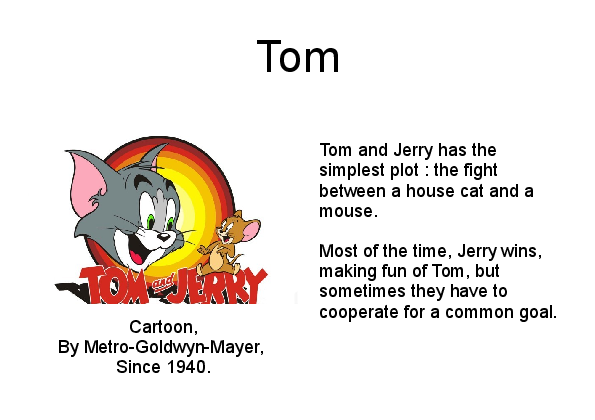 Tom
TOM and JERRY
Cartoon,
By Metro-Goldwyn-Mayer,
Since 1940.
Tom and Jerry has the
simplest plot : the fight
between a house cat and a
mouse.
Most of the time, Jerry wins,
making fun of Tom, but
sometimes they have to
cooperate for a common goal.